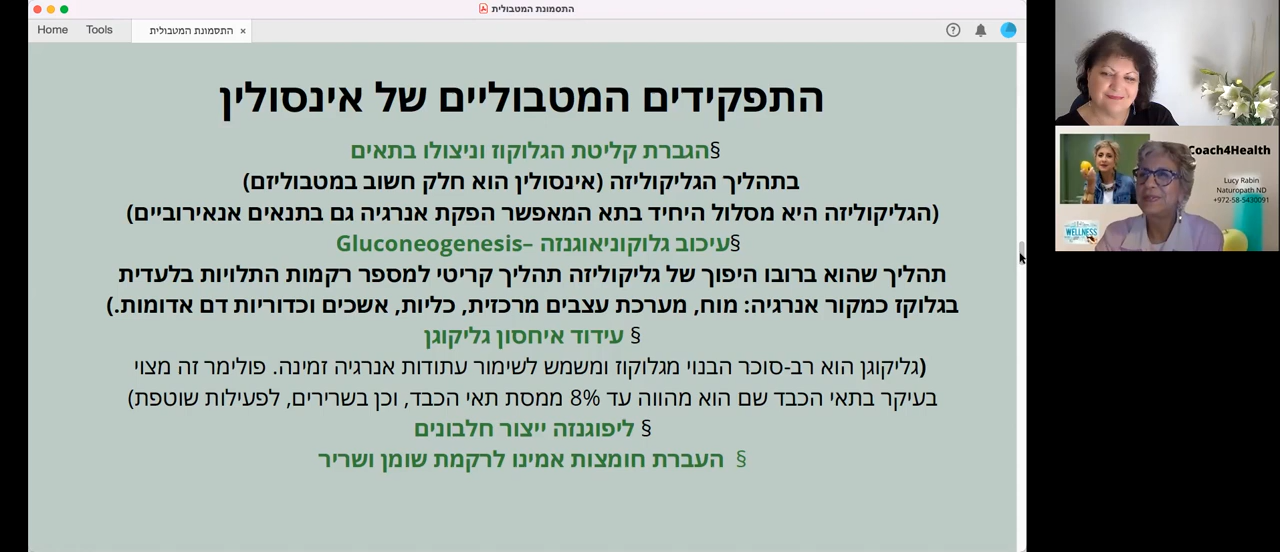 התסמונת המטבולית
Home
Tools
התסמונת המטבולית ×
התפקידים המטבוליים של אינסולין
§הגברת קליטת הגלוקוז וניצולו בתאים
בתהליך הגליקוליזה (אינסולין הוא חלק חשוב במטבוליזם)
(הגליקוליזה היא מסלול היחיד בתא המאפשר הפקת אנרגיה גם בתנאים אנאירוביים)
§עיכוב גלוקוניאוגנזה –Gluconeogenesis
תהליך שהוא ברובו היפוך של גליקוליזה תהליך קריטי למספר רקמות התלויות בלעדית
בגלוקז כמקור אנרגיה: מוח, מערכת עצבים מרכזית, כליות, אשכים וכדוריות דם אדומות.)
§ עידוד איחסון גליקוגן
(גליקוגן הוא רב-סוכר הבנוי מגלוקוז ומשמש לשימור עתודות אנרגיה זמינה. פולימר זה מצוי
בעיקר בתאי הכבד שם הוא מהווה עד 8% ממסת תאי הכבד, וכן בשרירים, לפעילות שוטפת)
§ ליפוגנזה ייצור חלבונים
§ העברת חומצות אמינו לרקמת שומן ושריר
Coach4Health
Lucy Rabin
Naturopath ND
+972-58-5430091
WELLNESS